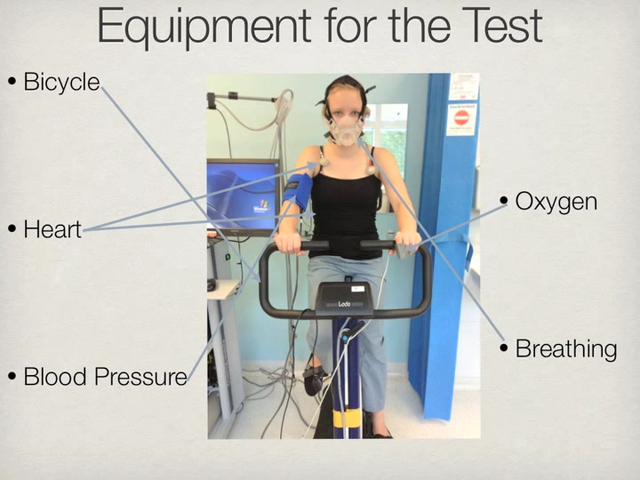 Equipment for the Test
• Bicycle
• Heart
• Blood Pressure
• Oxygen
• Breathing
Lode